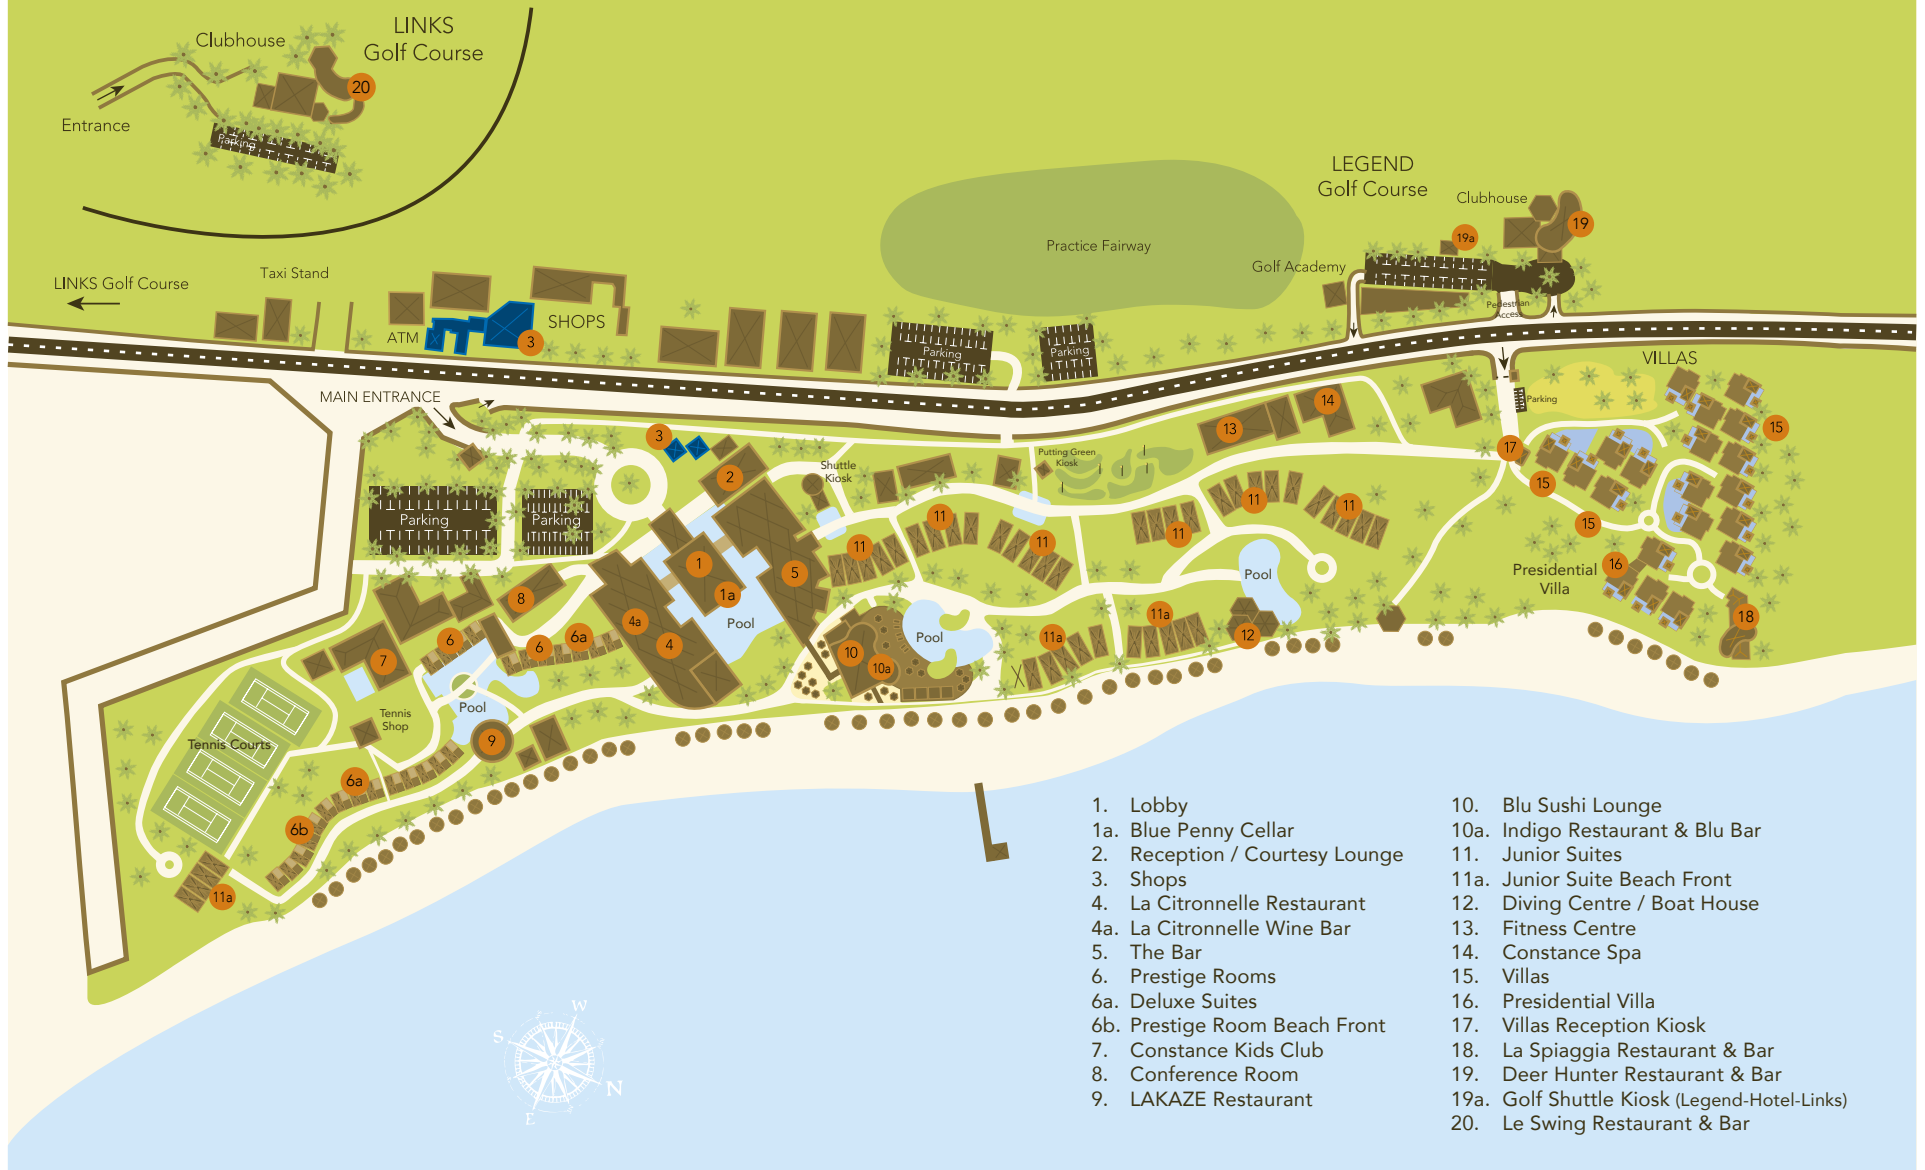 LINKS
Golf Course
Clubhouse
20
Entrance
Parking
LEGEND
Golf Course
Clubhouse
19
19a
Practice Fairway
Golf Academy
Pedestrian
Access
LINKS Golf Course
Taxi Stand
ATM
SHOPS
3
Parking
Parking
VILLAS
MAIN ENTRANCE
Parking
14
13
15
17
3
2
Shuttle
Kiosk
Putting Green
Kiosk
15
11
11
11
15
Parking
Parking
11
11
11
11
1
5
1a
Pool
16
Presidential
Villa
8
4a
Pool
11a
18
6
6
6a
4
10
10a
Pool
11a
12
7
Tennis
Shop
Pool
9
Tennis Courts
6a
6b
11a
1. Lobby
1a. Blue Penny Cellar
2. Reception / Courtesy Lounge
3. Shops
4. La Citronnelle Restaurant
4a. La Citronnelle Wine Bar
5. The Bar
6. Prestige Rooms
6a. Deluxe Suites
6b. Prestige Room Beach Front
7. Constance Kids Club
8. Conference Room
9. LAKAZE Restaurant
10. Blu Sushi Lounge
10a. Indigo Restaurant & Blu Bar
11. Junior Suites
11a. Junior Suite Beach Front
12. Diving Centre / Boat House
13. Fitness Centre
14. Constance Spa
15. Villas
16. Presidential Villa
17. Villas Reception Kiosk
18. La Spiaggia Restaurant & Bar
19. Deer Hunter Restaurant & Bar
19a. Golf Shuttle Kiosk (Legend-Hotel-Links)
20. Le Swing Restaurant & Bar
W
S
N
E